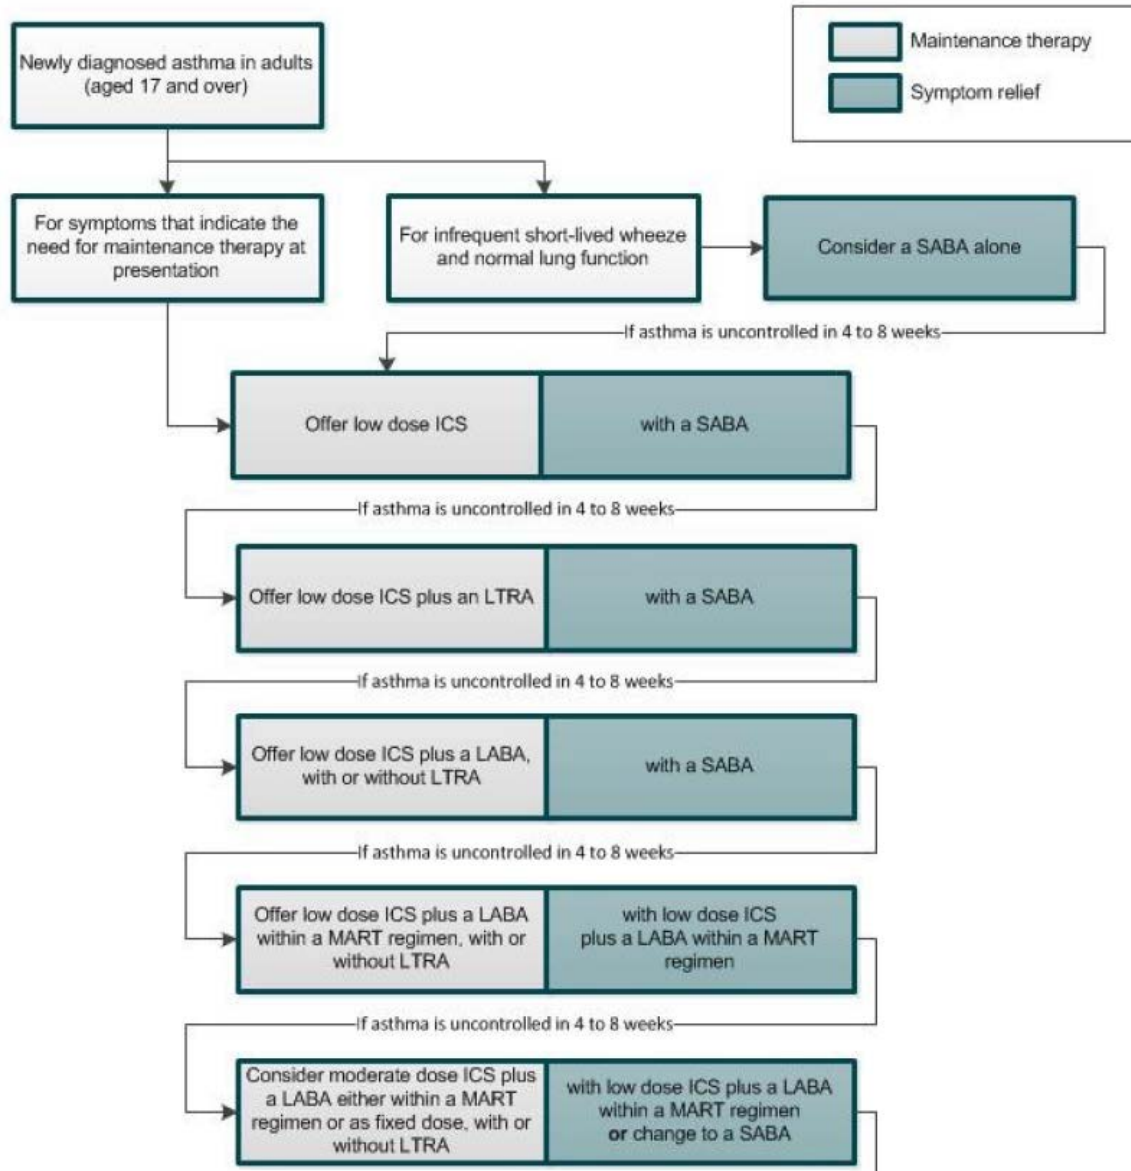 Newly diagnosed asthma in adults
(aged 17 and over)
Maintenance therapy
Symptom relief
For symptoms that indicate the
need for maintenance therapy at
presentation
For infrequent short-lived wheeze
and normal lung function
Consider a SABA alone
If asthma is uncontrolled in 4 to 8 weeks
Offer low dose ICS
with a SABA
If asthma is uncontrolled in 4 to 8 weeks
Offer low dose ICS plus an LTRA
with a SABA
If asthma is uncontrolled in 4 to 8 weeks
Offer low dose ICS plus a LABA,
with or without LTRA
with a SABA
If asthma is uncontrolled in 4 to 8 weeks
Offer low dose ICS plus a LABA
within a MART regimen, with or
without LTRA
with low dose ICS
plus a LABA within a MART
regimen
If asthma is uncontrolled in 4 to 8 weeks
Consider moderate dose ICS plus
a LABA either within a MART
regimen or as fixed dose, with or
without LTRA
with low dose ICS plus a LABA
within a MART regimen
or change to a SABA